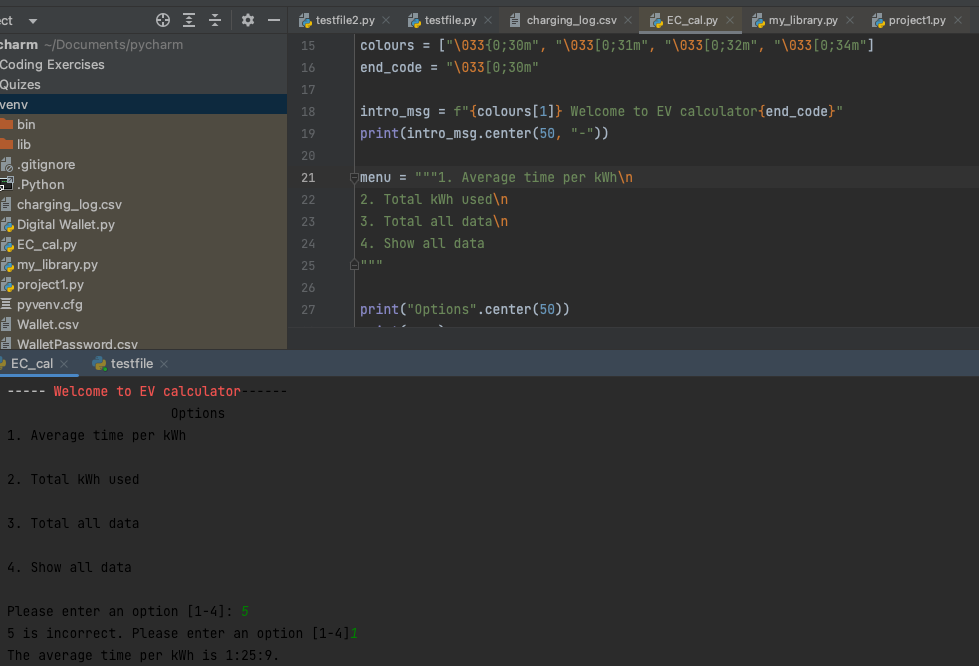 ct
testfile2.py
testfile.py
charging_log.csv
EC_cal.py
my_library.py
project1.py
charm ~/Documents/pycharm
Coding Exercises
Quizes
venv
bin
lib
.gitignore
.Python
charging_log.csv
Digital Wallet.py
EC_cal.py
my_library.py
project1.py
pyvenv.cfg
Wallet.csv
WalletPassword.csv
15 colours = ["\033{0;30m", "\033[0;31m", "\033[0;32m", "\033[0;34m"]
16 end_code = "\033[0;30m"
17
18 intro_msg = f"{colours[1]} Welcome to EV calculator{end_code}"
19 print(intro_msg.center(50, "-"))
20
21 menu = """1. Average time per kWh\n
22 2. Total kWh used\n
23 3. Total all data\n
24 4. Show all data
25 """
26
27 print("Options".center(50))
EC_cal
testfile
----- Welcome to EV calculator------
Options
1. Average time per kWh
2. Total kWh used
3. Total all data
4. Show all data
Please enter an option [1-4]: 5
5 is incorrect. Please enter an option [1-4]1
The average time per kWh is 1:25:9.